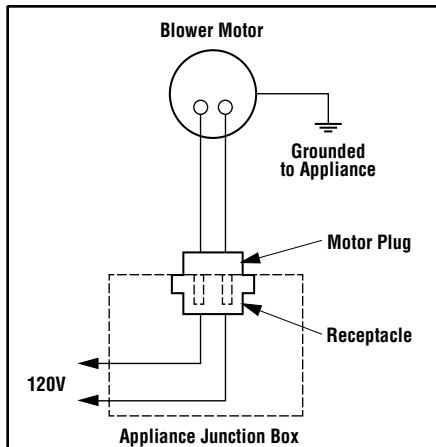 Blower Motor
Grounded
to Appliance
Motor Plug
Receptacle
120V
Appliance Junction Box